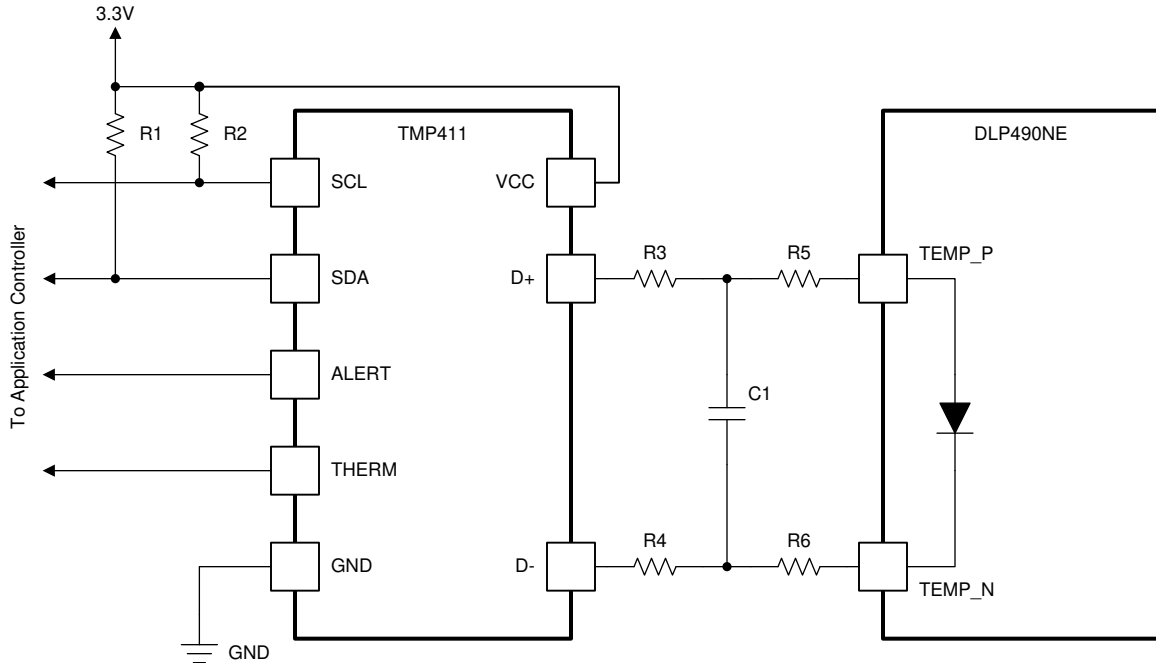 3.3V
R1
R2
TMP411
DLP490NE
SCL
VCC
SDA
D+
R3
R5
TEMP_P
To Application Controller
ALERT
C1
THERM
GND
D-
R4
R6
TEMP_N
GND